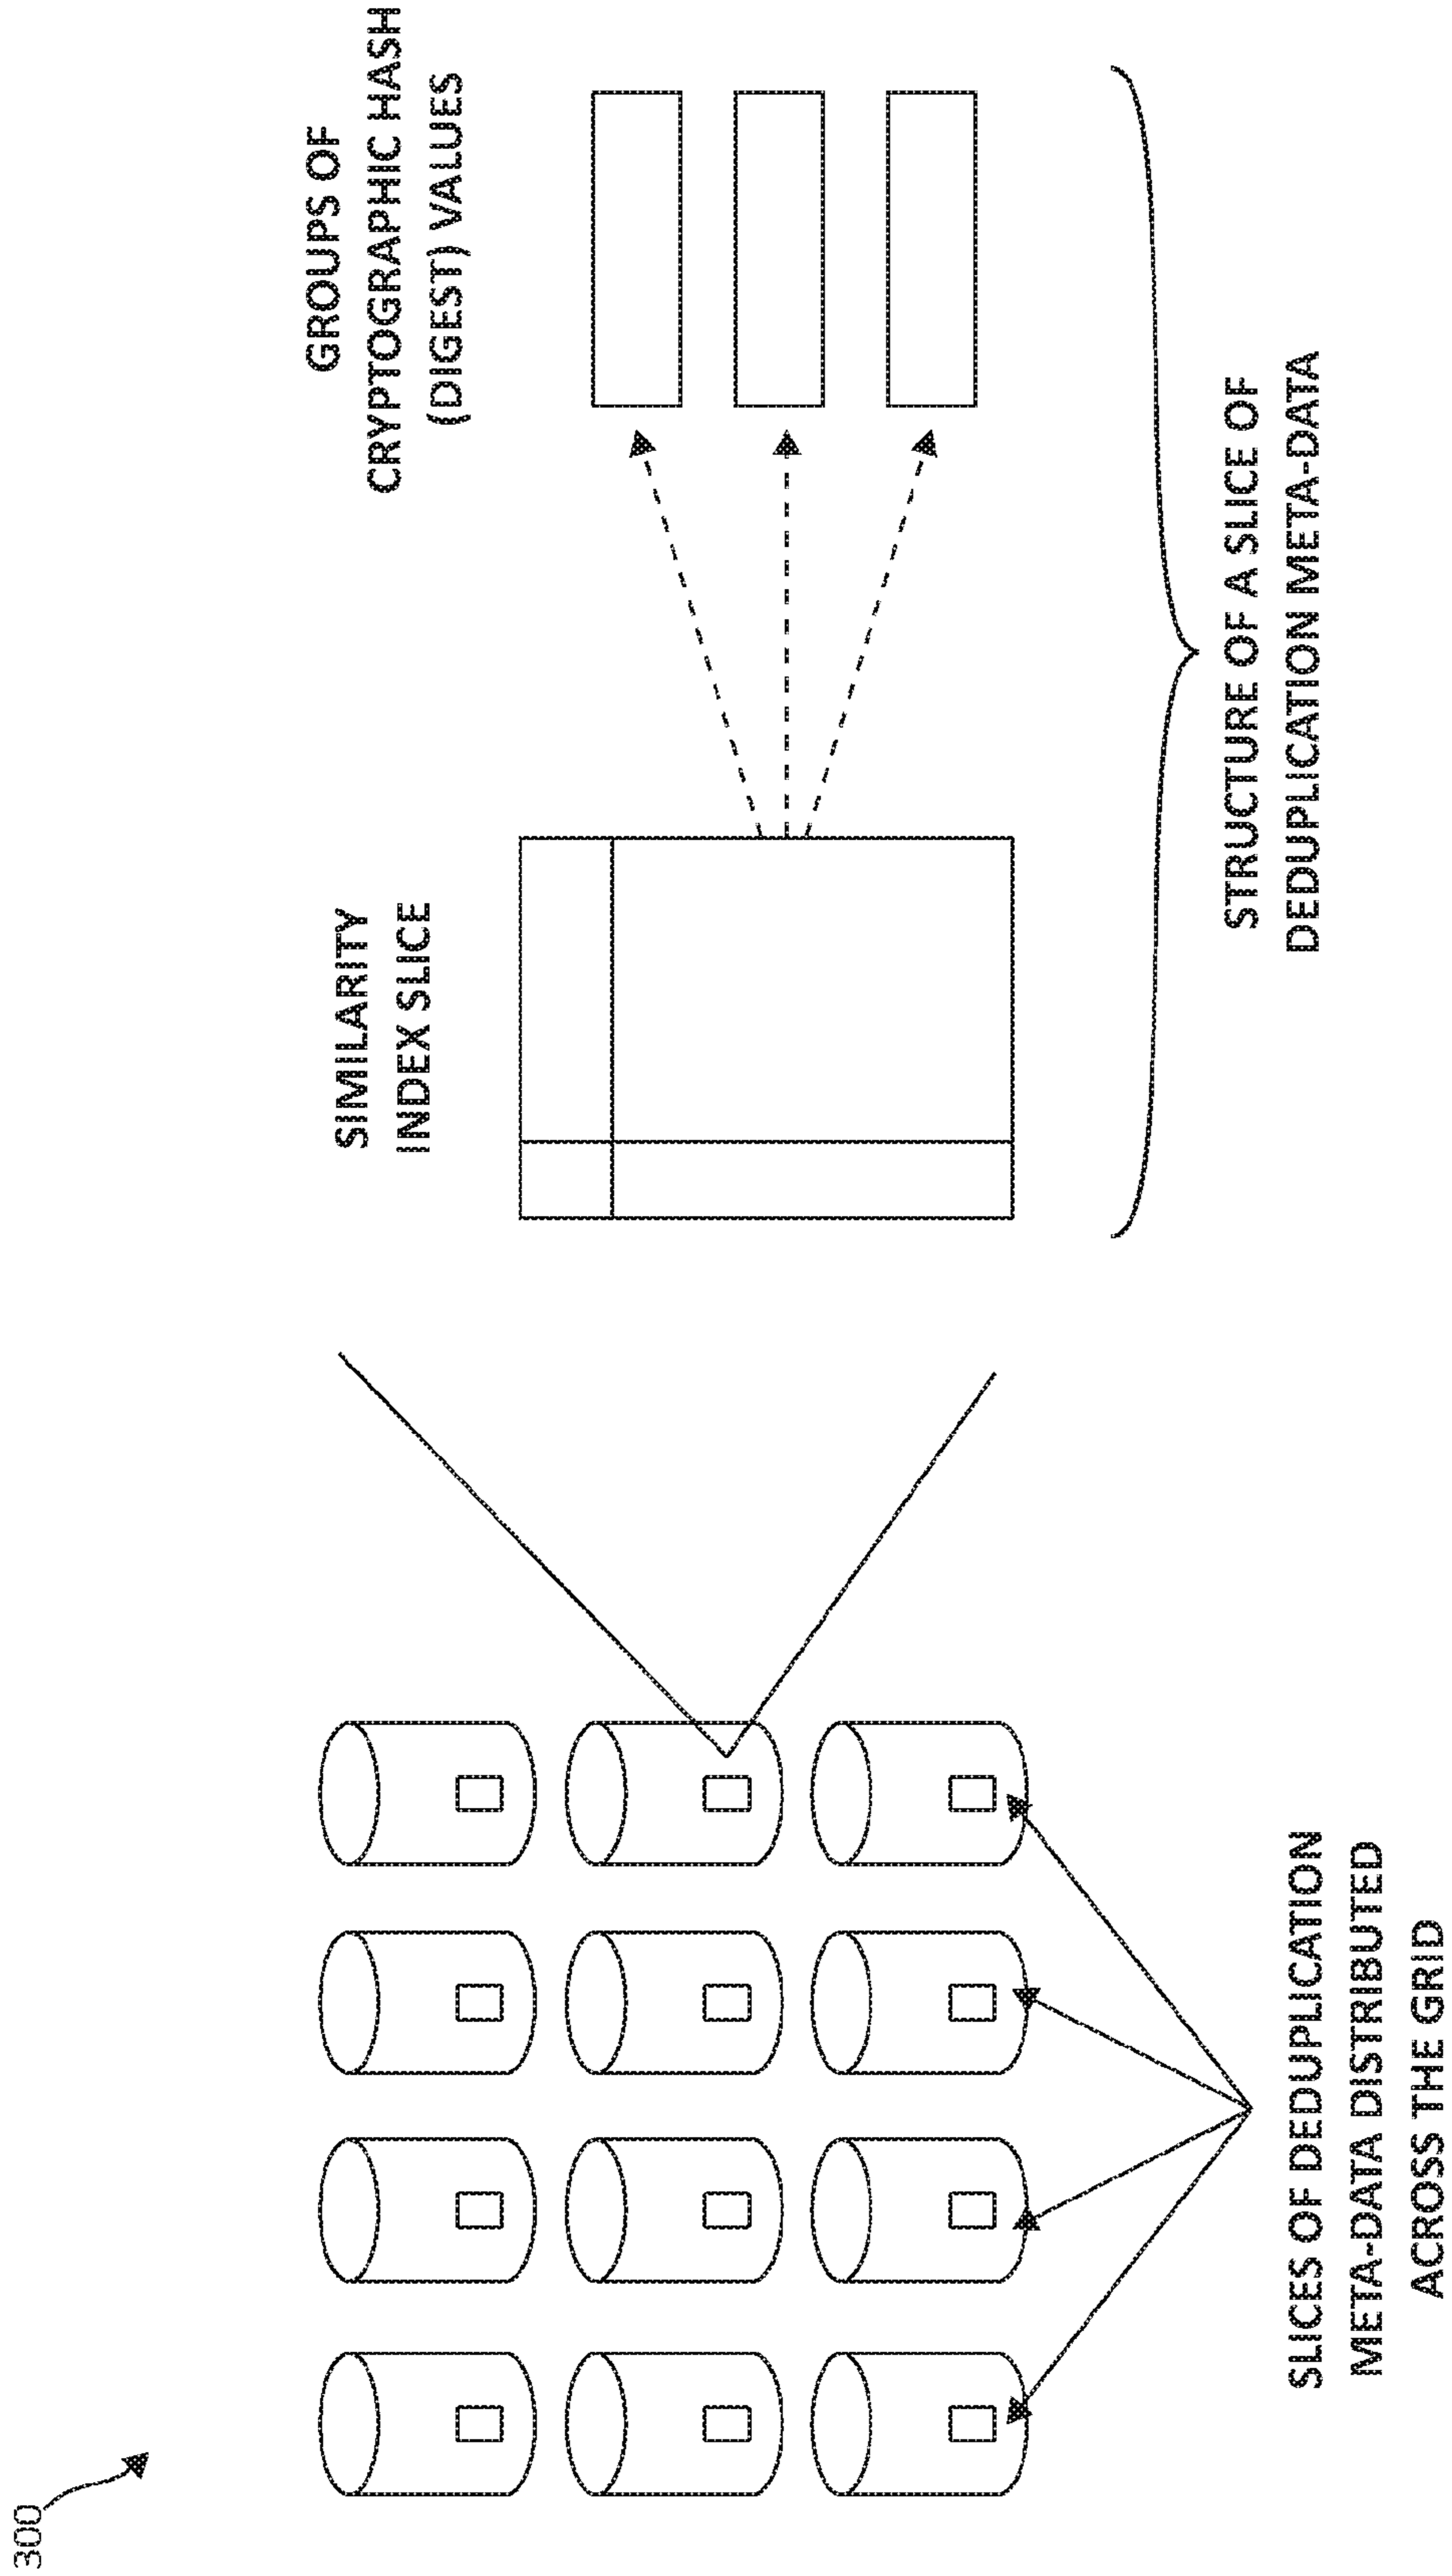 300
SIMILARITY
INDEX SLICE
GROUPS OF
CRYPTOGRAPHIC HASH
(DIGEST) VALUES
SLICES OF DEDUPLICATION
META-DATA DISTRIBUTED
ACROSS THE GRID
STRUCTURE OF A SLICE OF
DEDUPLICATION META-DATA